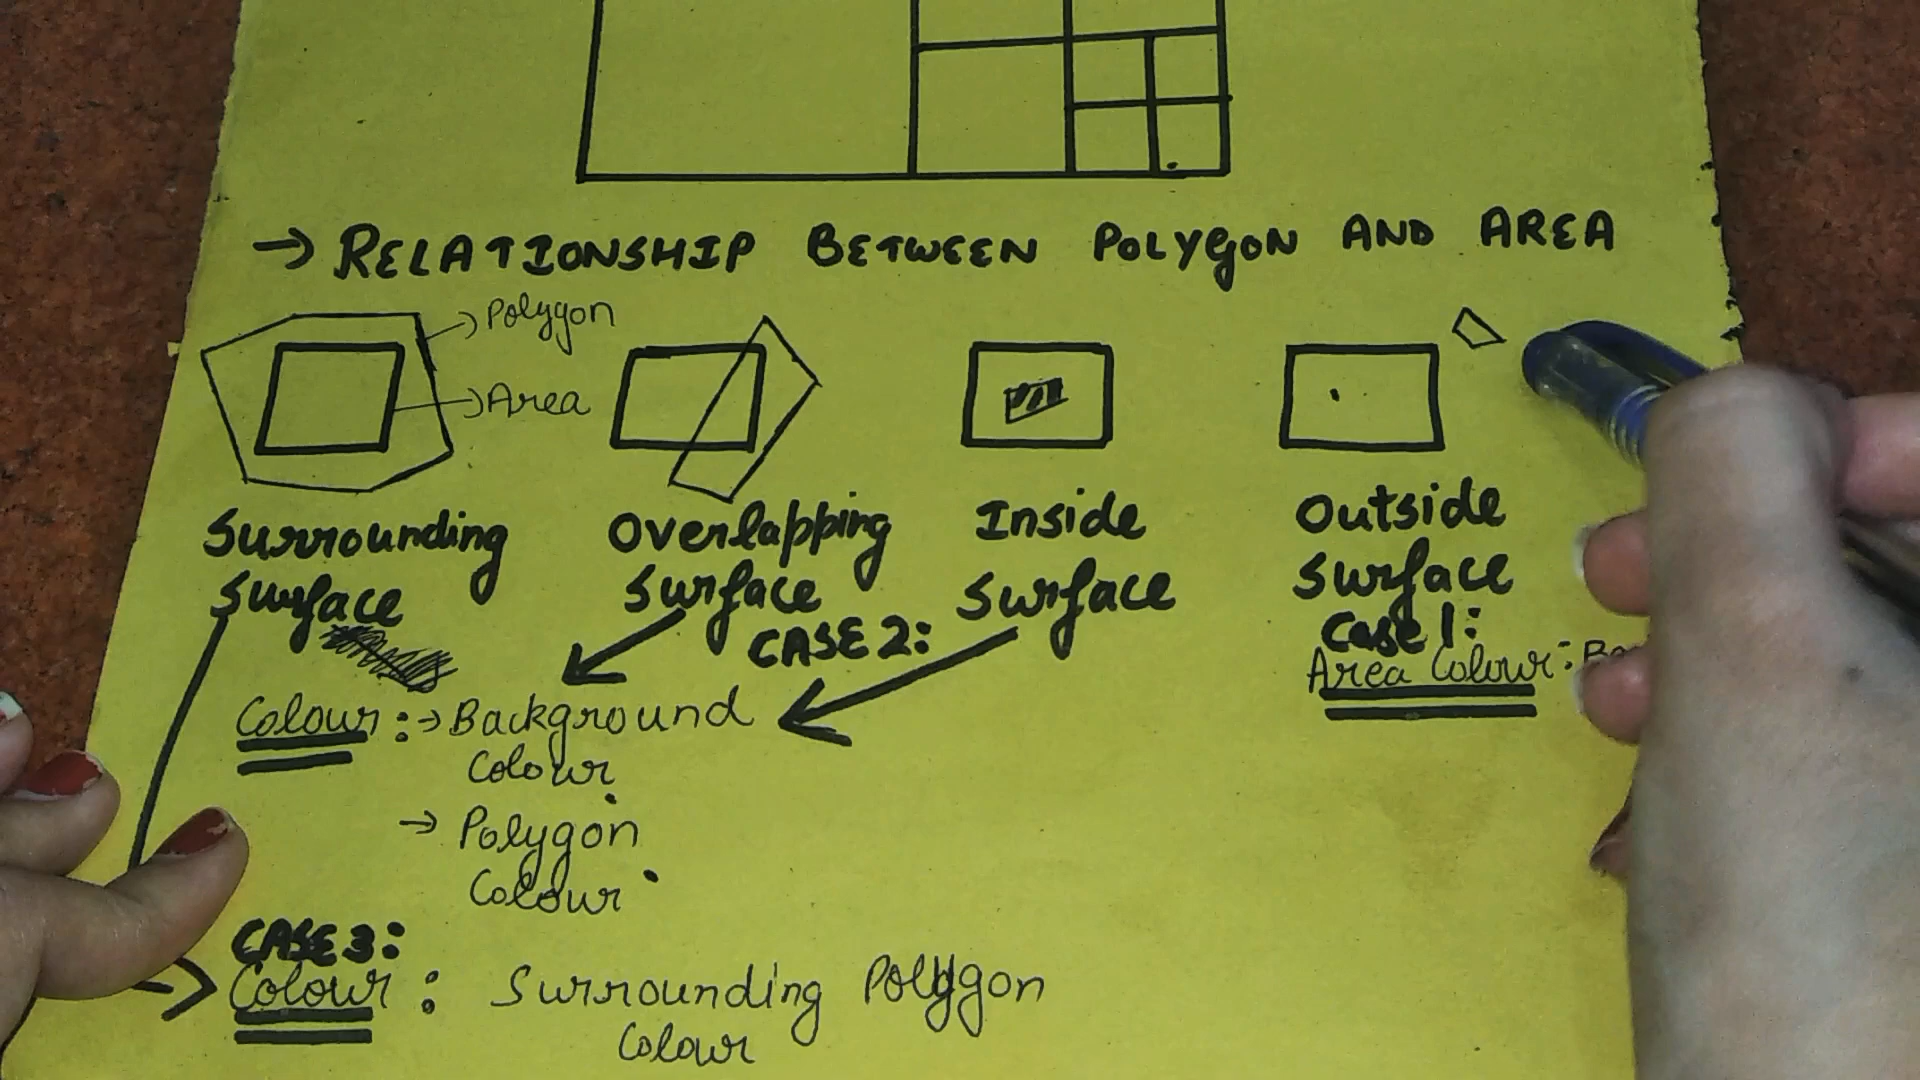 → RELATIONSHIP BETWEEN POLYGON AND AREA
→ Polygon
→ Area
Surrounding Surface
Overlapping Surface
Inside Surface
Outside Surface
CASE 2:
Case 1:
Area Colour:
Colour: → Background
Colour
→ Polygon
Colour
CASE 3:
Colour: Surrounding Polygon
Colour